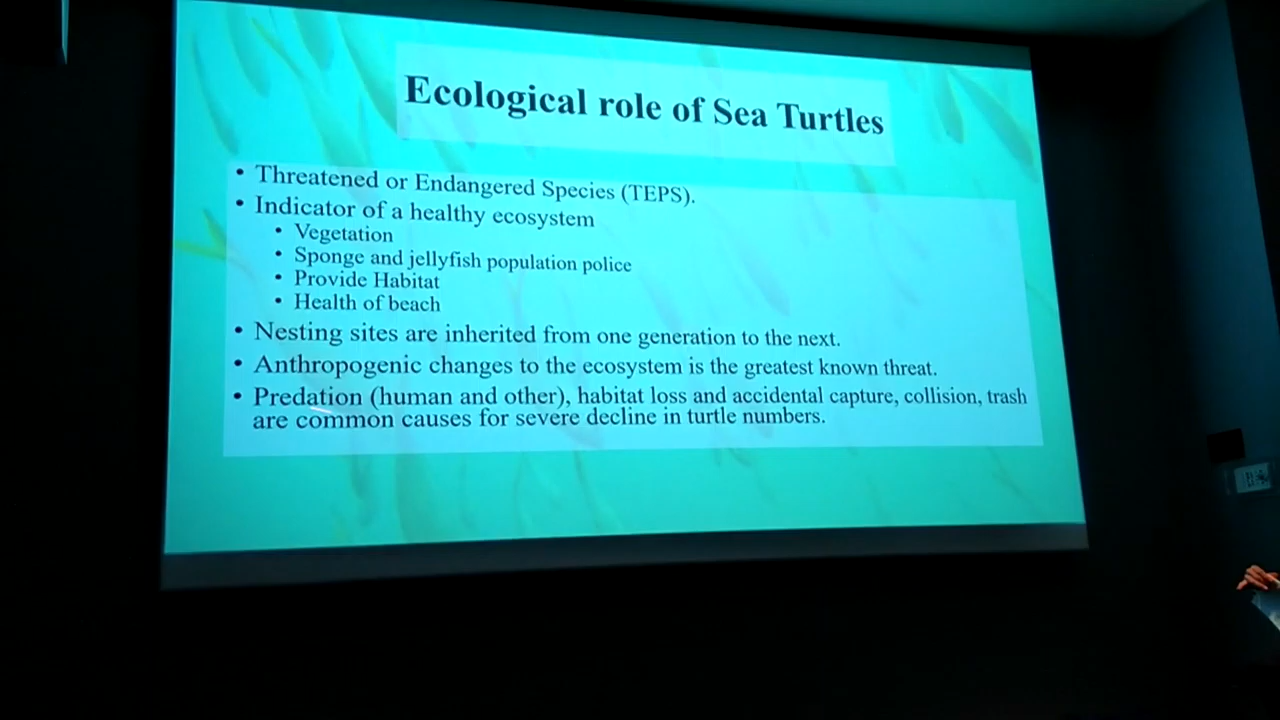 Ecological role of Sea Turtles
• Threatened or Endangered Species (TEPS).
• Indicator of a healthy ecosystem
• Vegetation
• Sponge and jellyfish population police
• Provide Habitat
• Health of beach
• Nesting sites are inherited from one generation to the next.
• Anthropogenic changes to the ecosystem is the greatest known threat.
• Predation (human and other), habitat loss and accidental capture, collision, trash
are common causes for severe decline in turtle numbers.